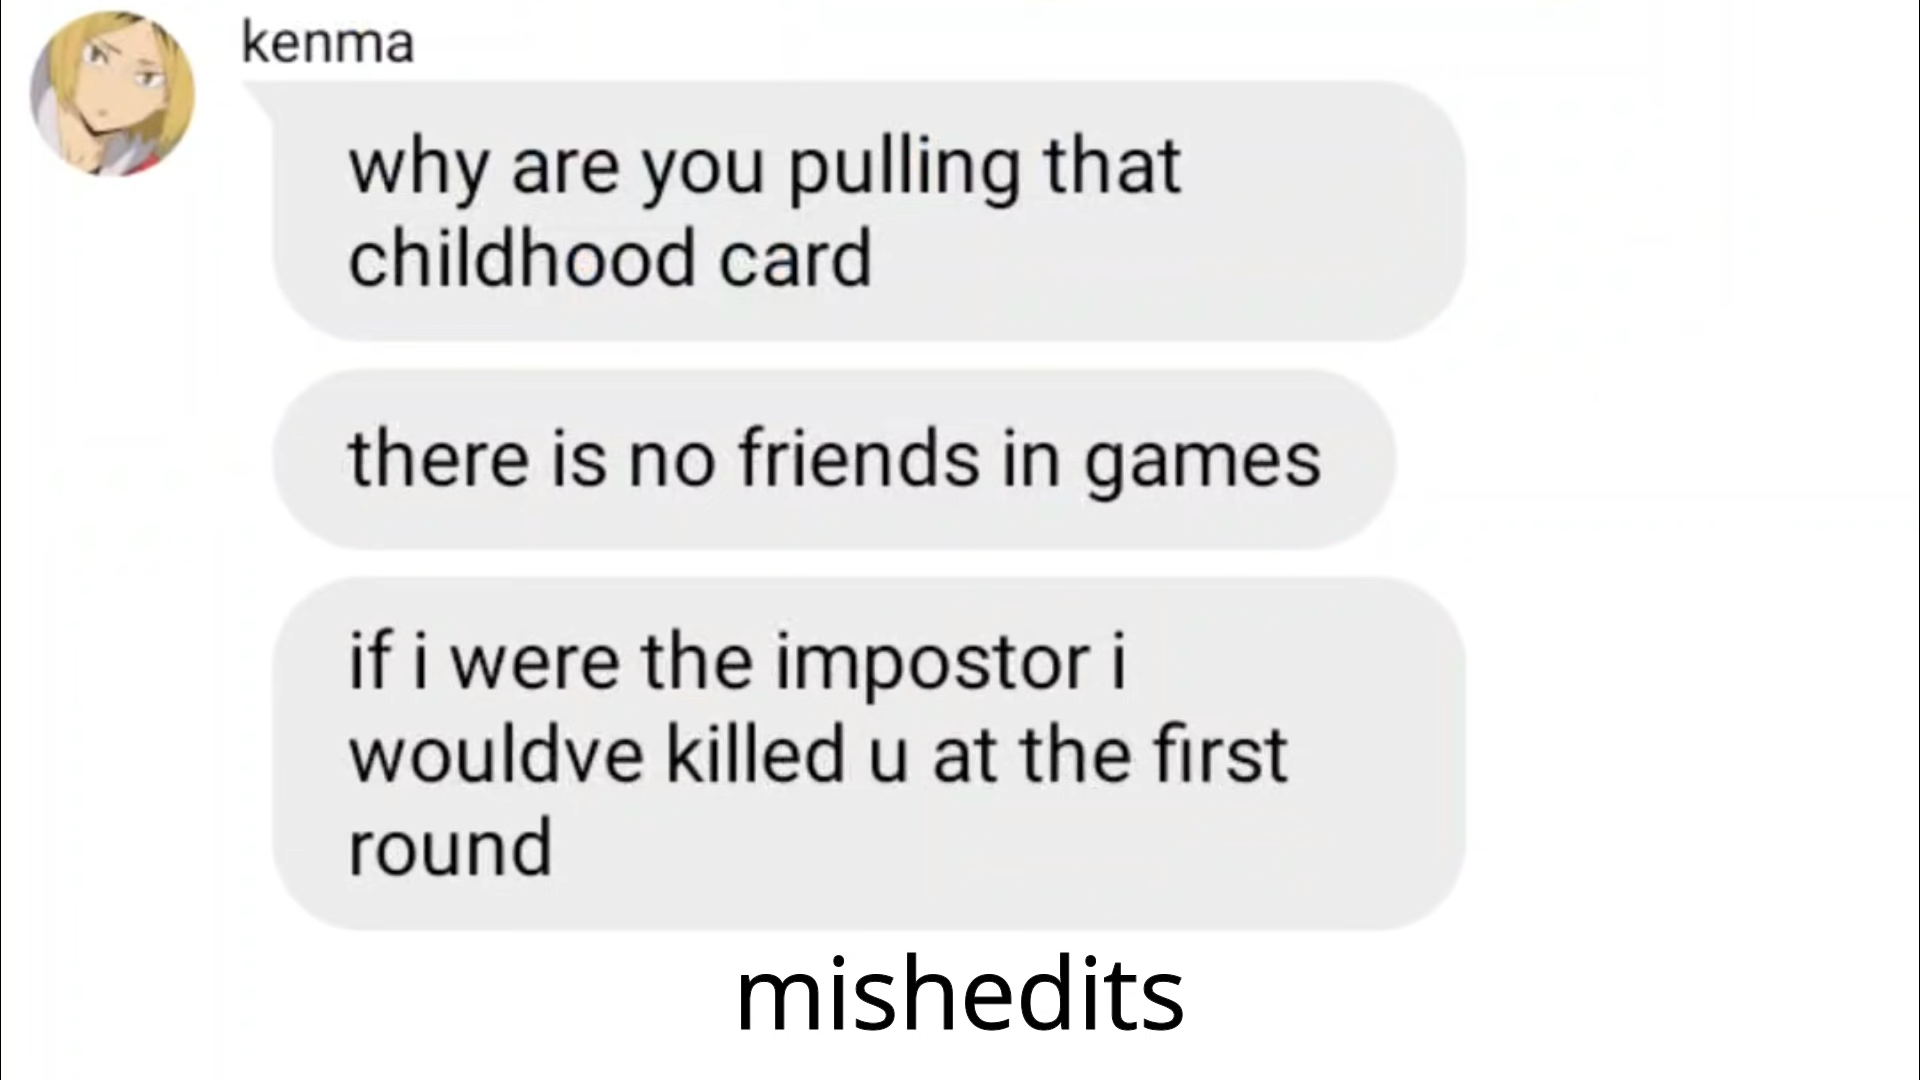 kenma
why are you pulling that
childhood card
there is no friends in games
if i were the impostor i
wouldve killed u at the first
round
mishedits